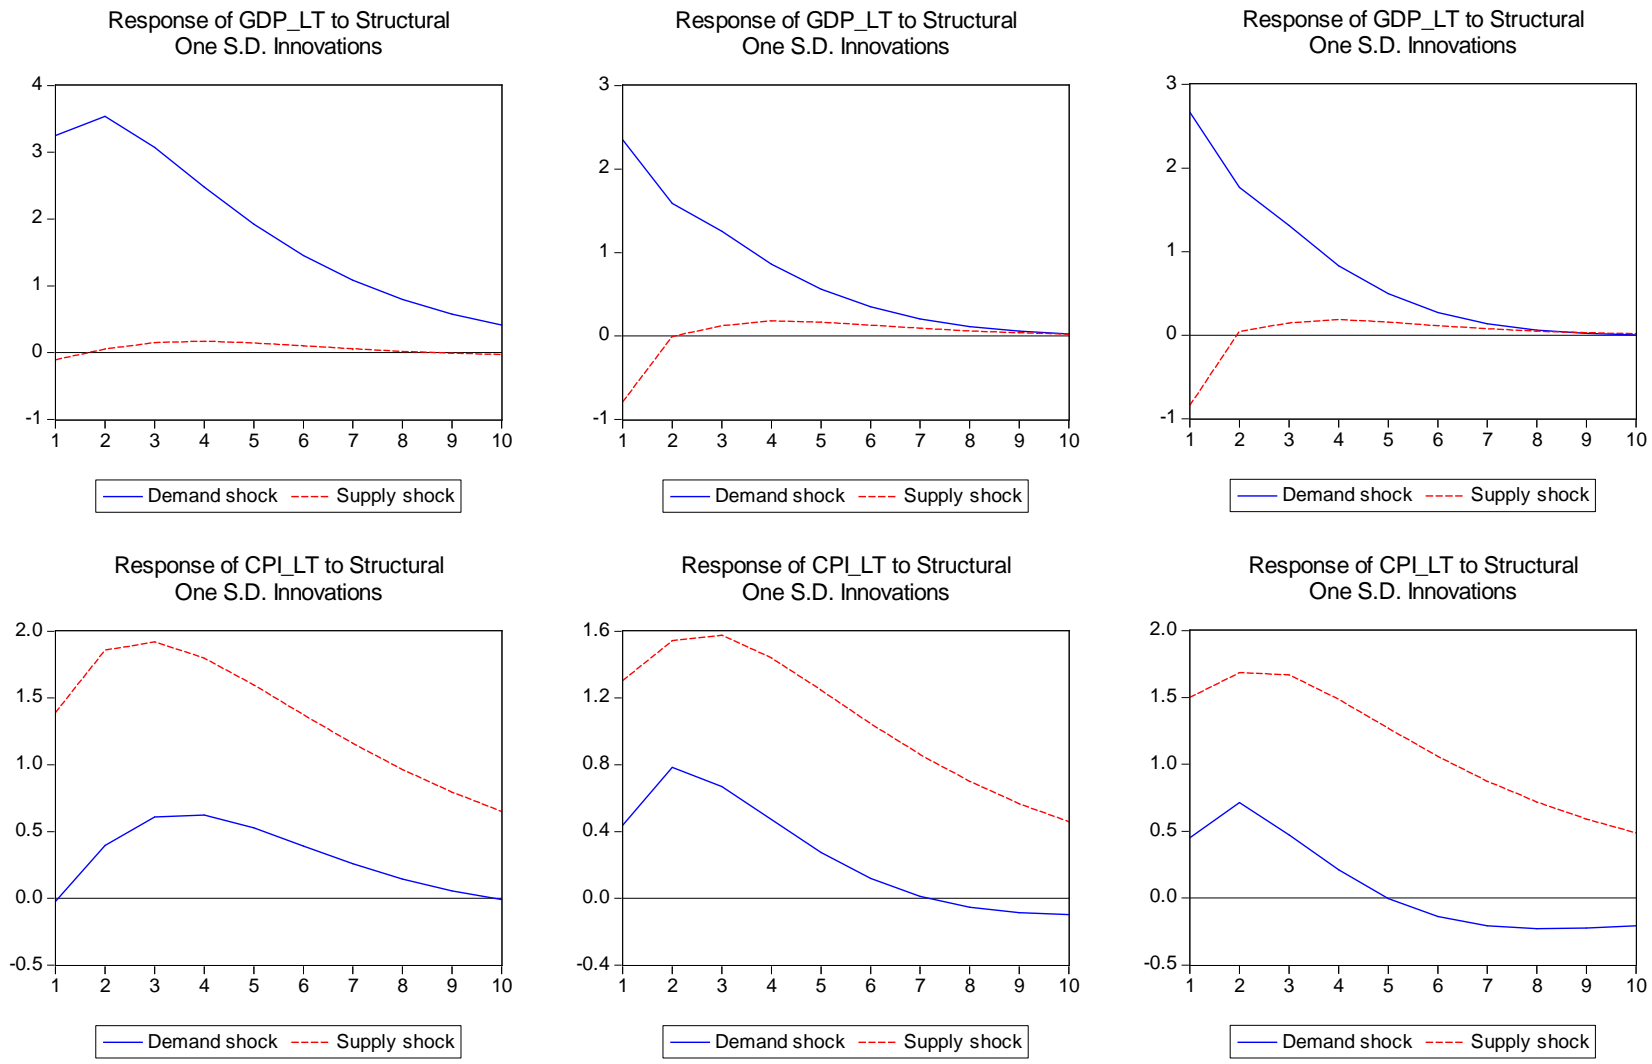 Response of GDP_LT to Structural
One S.D. Innovations
4
3
2
1
0
-1
1 2 3 4 5 6 7 8 9 10
Demand shock Supply shock
Response of GDP_LT to Structural
One S.D. Innovations
3
2
1
0
-1
1 2 3 4 5 6 7 8 9 10
Demand shock Supply shock
Response of GDP_LT to Structural
One S.D. Innovations
3
2
1
0
-1
1 2 3 4 5 6 7 8 9 10
Demand shock Supply shock
Response of CPI_LT to Structural
One S.D. Innovations
2.0
1.5
1.0
0.5
0.0
-0.5
1 2 3 4 5 6 7 8 9 10
Demand shock Supply shock
Response of CPI_LT to Structural
One S.D. Innovations
1.6
1.2
0.8
0.4
0.0
-0.4
1 2 3 4 5 6 7 8 9 10
Demand shock Supply shock
Response of CPI_LT to Structural
One S.D. Innovations
2.0
1.5
1.0
0.5
0.0
-0.5
1 2 3 4 5 6 7 8 9 10
Demand shock Supply shock